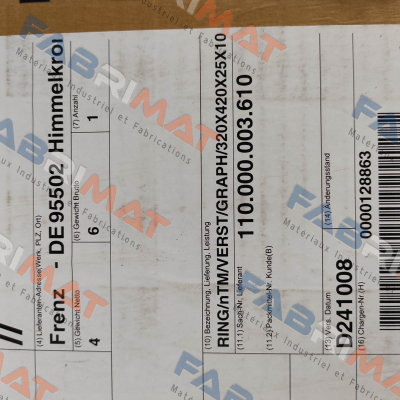 (4) Lieferanten-Adresse(Werk, PLZ, Ort)
Frenz - DE 95502 Himmelkron
(5) Gewicht Netto (6) Gewicht Brutto (7) Anzahl
4 6 1
(10) Bezeichnung, Lieferung, Leistung
RING/nTM/VERST/GRAPH/320X420X25X10
(11.1) Sach-Nr. Lieferant
110.000.003.610
(11.2) Packmittel-Nr. Kunde(B)
(13) Vers. Datum (14) Änderungsstand
D241008
(16) Chargen-Nr.(H)
0000128863
FABRIMAT
Materiaux Industriel et Fabrications